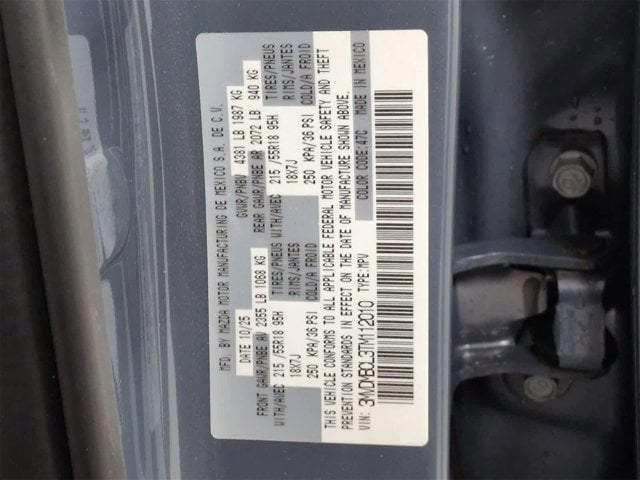 MFD. BY MAZDA MOTOR MANUFACTURING DE MEXICO S.A. DE C.V.
DATE 10/25 GVWR/PNBV 4381 LB 1987 KG
FRONT GAWR/PNBE AV 2355 LB 1068 KG REAR GAWR/PNBE AR 2072 LB 940 KG
WITH/AVEC 215 /55R18 95H TIRES/PNEUS WITH/AVEC 215 /55R18 95H TIRES/PNEUS
18X7J RIMS/JANTES 18X7J RIMS/JANTES
250 KPA/36 PSI COLD/A FROID 250 KPA/36 PSI COLD/A FROID
THIS VEHICLE CONFORMS TO ALL APPLICABLE FEDERAL MOTOR VEHICLE SAFETY AND THEFT
PREVENTION STANDARDS IN EFFECT ON THE DATE OF MANUFACTURE SHOWN ABOVE.
VIN: 3MVDMBCL3TM112010 TYPE:MPV COLOR CODE:47C MADE IN MEXICO